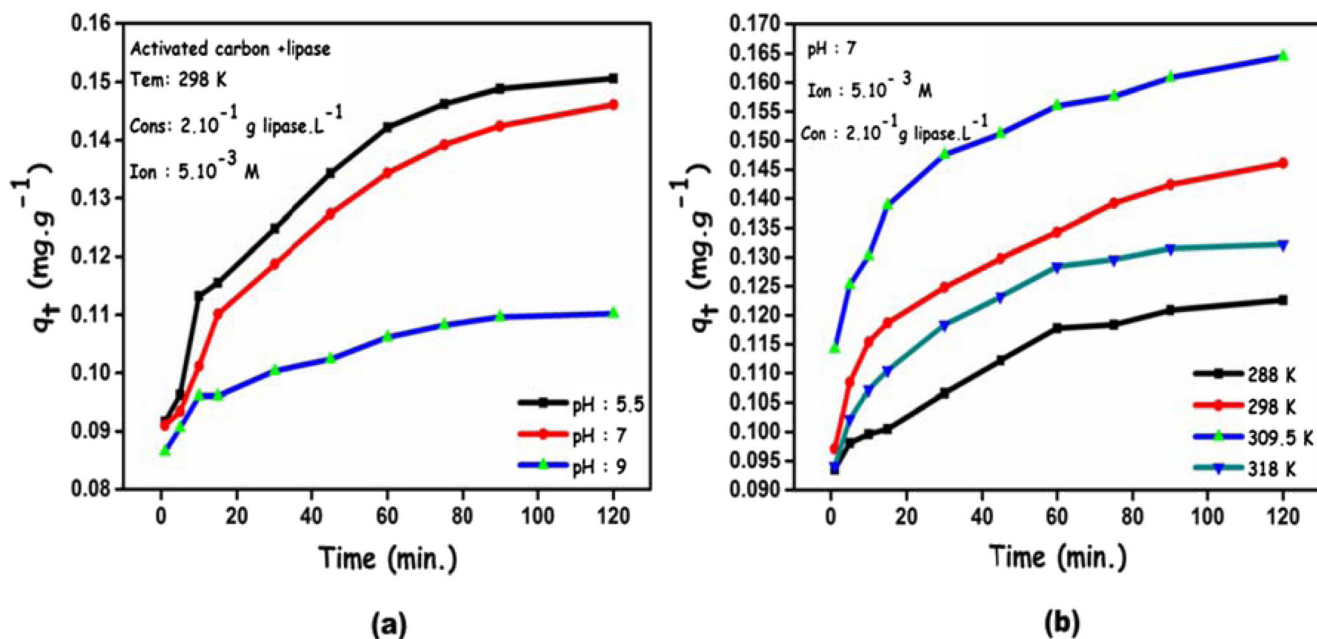 0.16
0.15
0.14
0.13
0.12
0.11
0.10
0.09
0.08
qt (mg.g⁻¹)
Activated carbon +lipase
Tem: 298 K
Cons: 2.10⁻¹ g lipase.L⁻¹
Ion : 5.10⁻³ M
pH : 5.5
pH : 7
pH : 9
0 20 40 60 80 100 120
Time (min.)
(a)
0.170
0.165
0.160
0.155
0.150
0.145
0.140
0.135
0.130
0.125
0.120
0.115
0.110
0.105
0.100
0.095
0.090
qt (mg.g⁻¹)
pH : 7
Ion : 5.10⁻³ M
Con : 2.10⁻¹g lipase.L⁻¹
288 K
298 K
309.5 K
318 K
0 20 40 60 80 100 120
Time (min.)
(b)